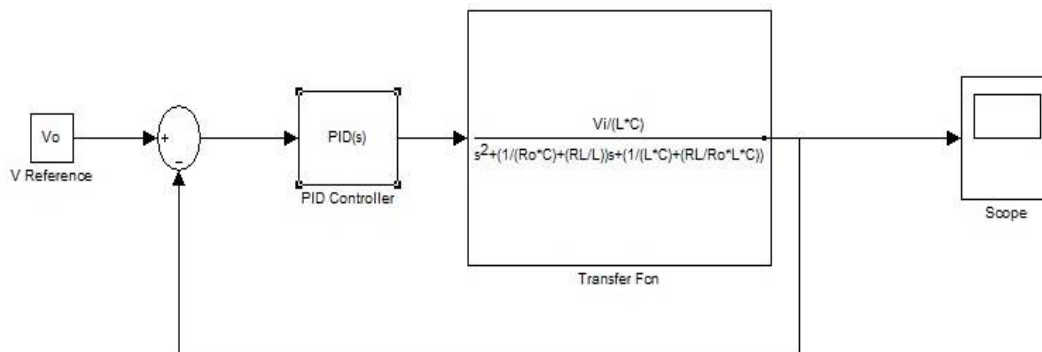 Vo
V Reference
+
−
PID(s)
PID Controller
Vi/(L*C)
s²+(1/(Ro*C)+(RL/L))s+(1/(L*C)+(RL/Ro*L*C))
Transfer Fcn
Scope